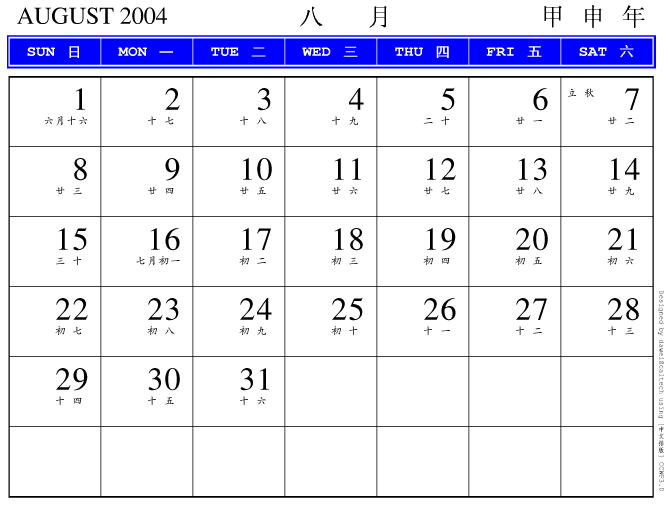 AUGUST 2004 八 月 甲 申 年
SUN 日 MON 一 TUE 二 WED 三 THU 四 FRI 五 SAT 六
1 2 3 4 5 6 立 秋 7
六月十六 十 七 十 八 十 九 二 十 廿 一 廿 二
8 9 10 11 12 13 14
廿 三 廿 四 廿 五 廿 六 廿 七 廿 八 廿 九
15 16 17 18 19 20 21
三 十 七月初一 初 二 初 三 初 四 初 五 初 六
22 23 24 25 26 27 28
初 七 初 八 初 九 初 十 十 一 十 二 十 三
29 30 31
十 四 十 五 十 六
Designed by dawei@caltech using [中文排版] CCWP3.0